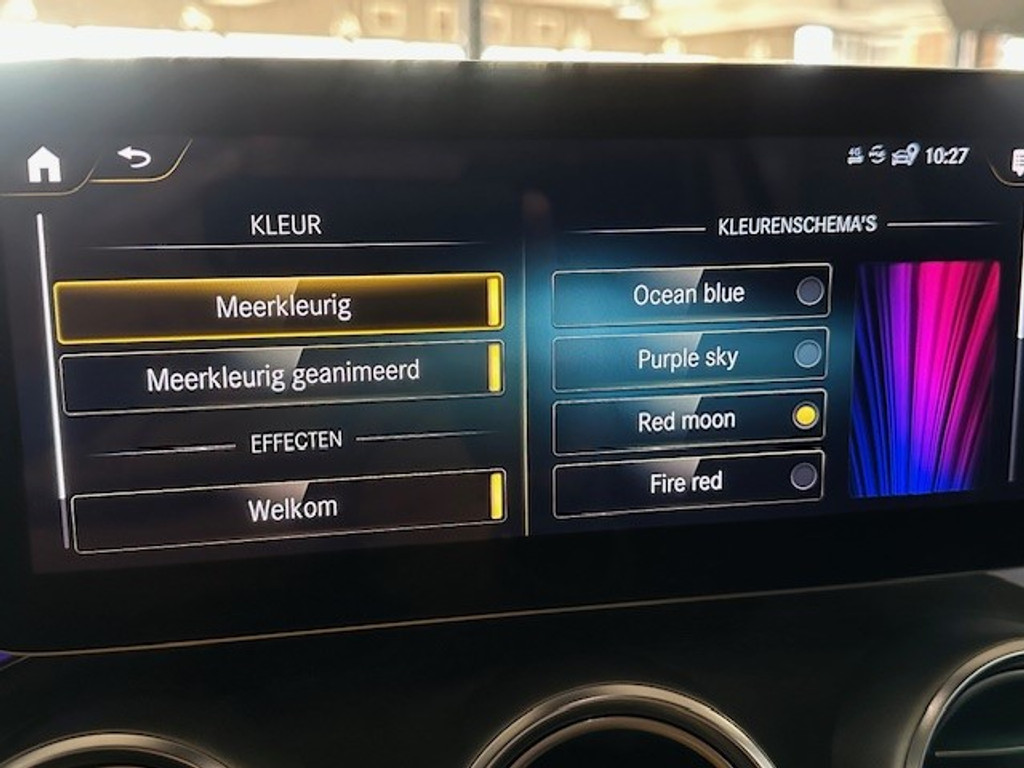 10:27
KLEUR
Meerkleurig
Meerkleurig geanimeerd
EFFECTEN
Welkom
KLEURENSCHEMA'S
Ocean blue
Purple sky
Red moon
Fire red